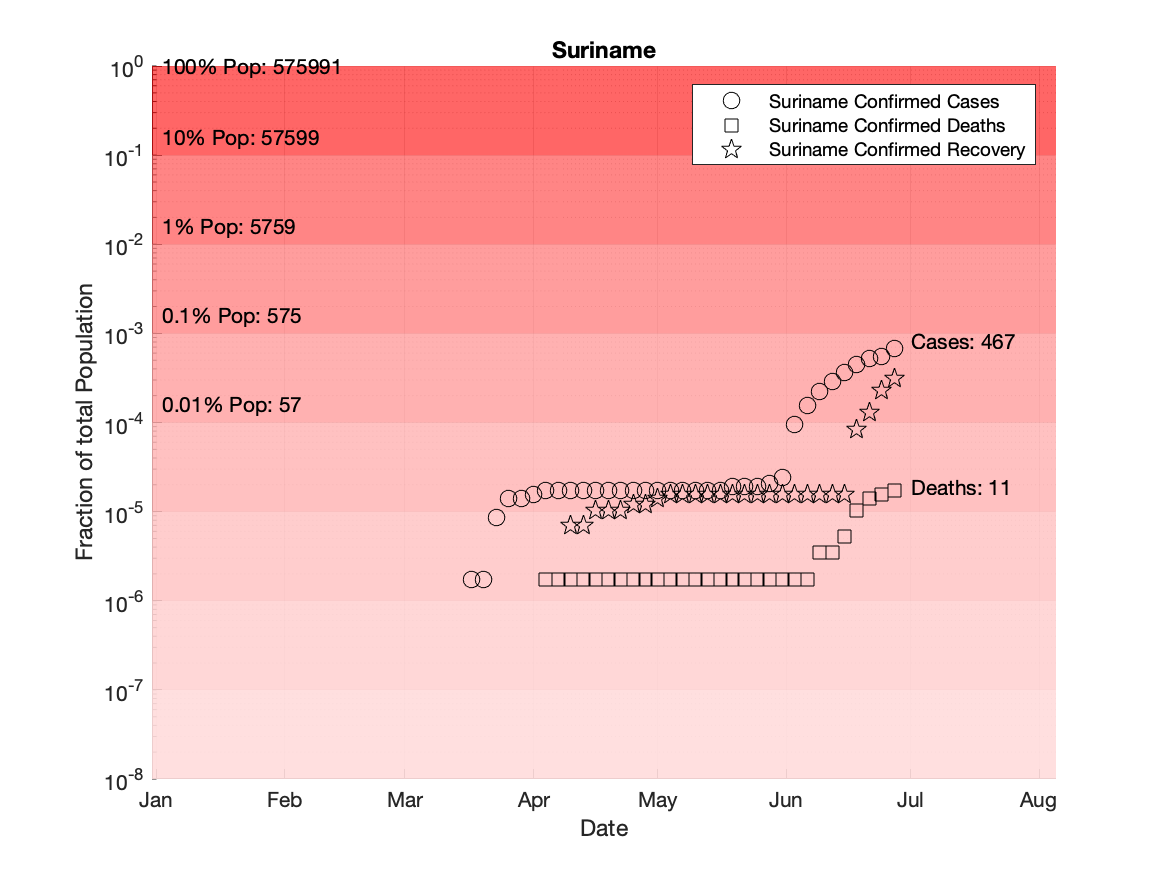 Suriname
10^0
10^-1
10^-2
10^-3
10^-4
10^-5
10^-6
10^-7
10^-8
Fraction of total Population
100% Pop: 575991
10% Pop: 57599
1% Pop: 5759
0.1% Pop: 575
0.01% Pop: 57
Suriname Confirmed Cases
Suriname Confirmed Deaths
Suriname Confirmed Recovery
Cases: 467
Deaths: 11
Jan Feb Mar Apr May Jun Jul Aug
Date